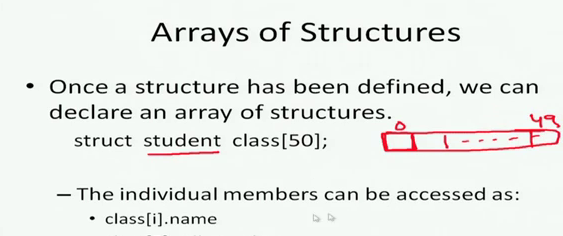 Arrays of Structures
• Once a structure has been defined, we can
declare an array of structures.
struct student class[50];
0 1 ---- 49
– The individual members can be accessed as:
• class[i].name